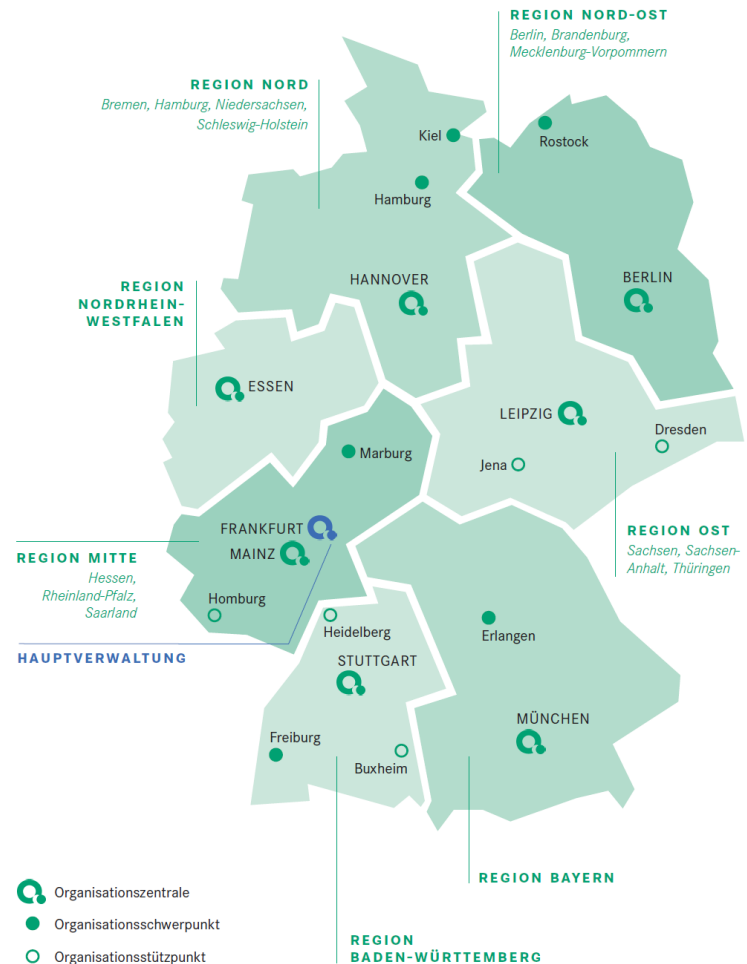 REGION NORD-OST
Berlin, Brandenburg,
Mecklenburg-Vorpommern
REGION NORD
Bremen, Hamburg, Niedersachsen,
Schleswig-Holstein
Kiel
Rostock
Hamburg
HANNOVER
BERLIN
REGION
NORDRHEIN-
WESTFALEN
ESSEN
LEIPZIG
Dresden
Marburg
Jena
FRANKFURT
MAINZ
REGION OST
Sachsen, Sachsen-
Anhalt, Thüringen
REGION MITTE
Hessen,
Rheinland-Pfalz,
Saarland
Homburg
Heidelberg
Erlangen
HAUPTVERWALTUNG
STUTTGART
MÜNCHEN
Freiburg
Buxheim
REGION BAYERN
Organisationszentrale
Organisationsschwerpunkt
Organisationsstützpunkt
REGION
BADEN-WÜRTTEMBERG